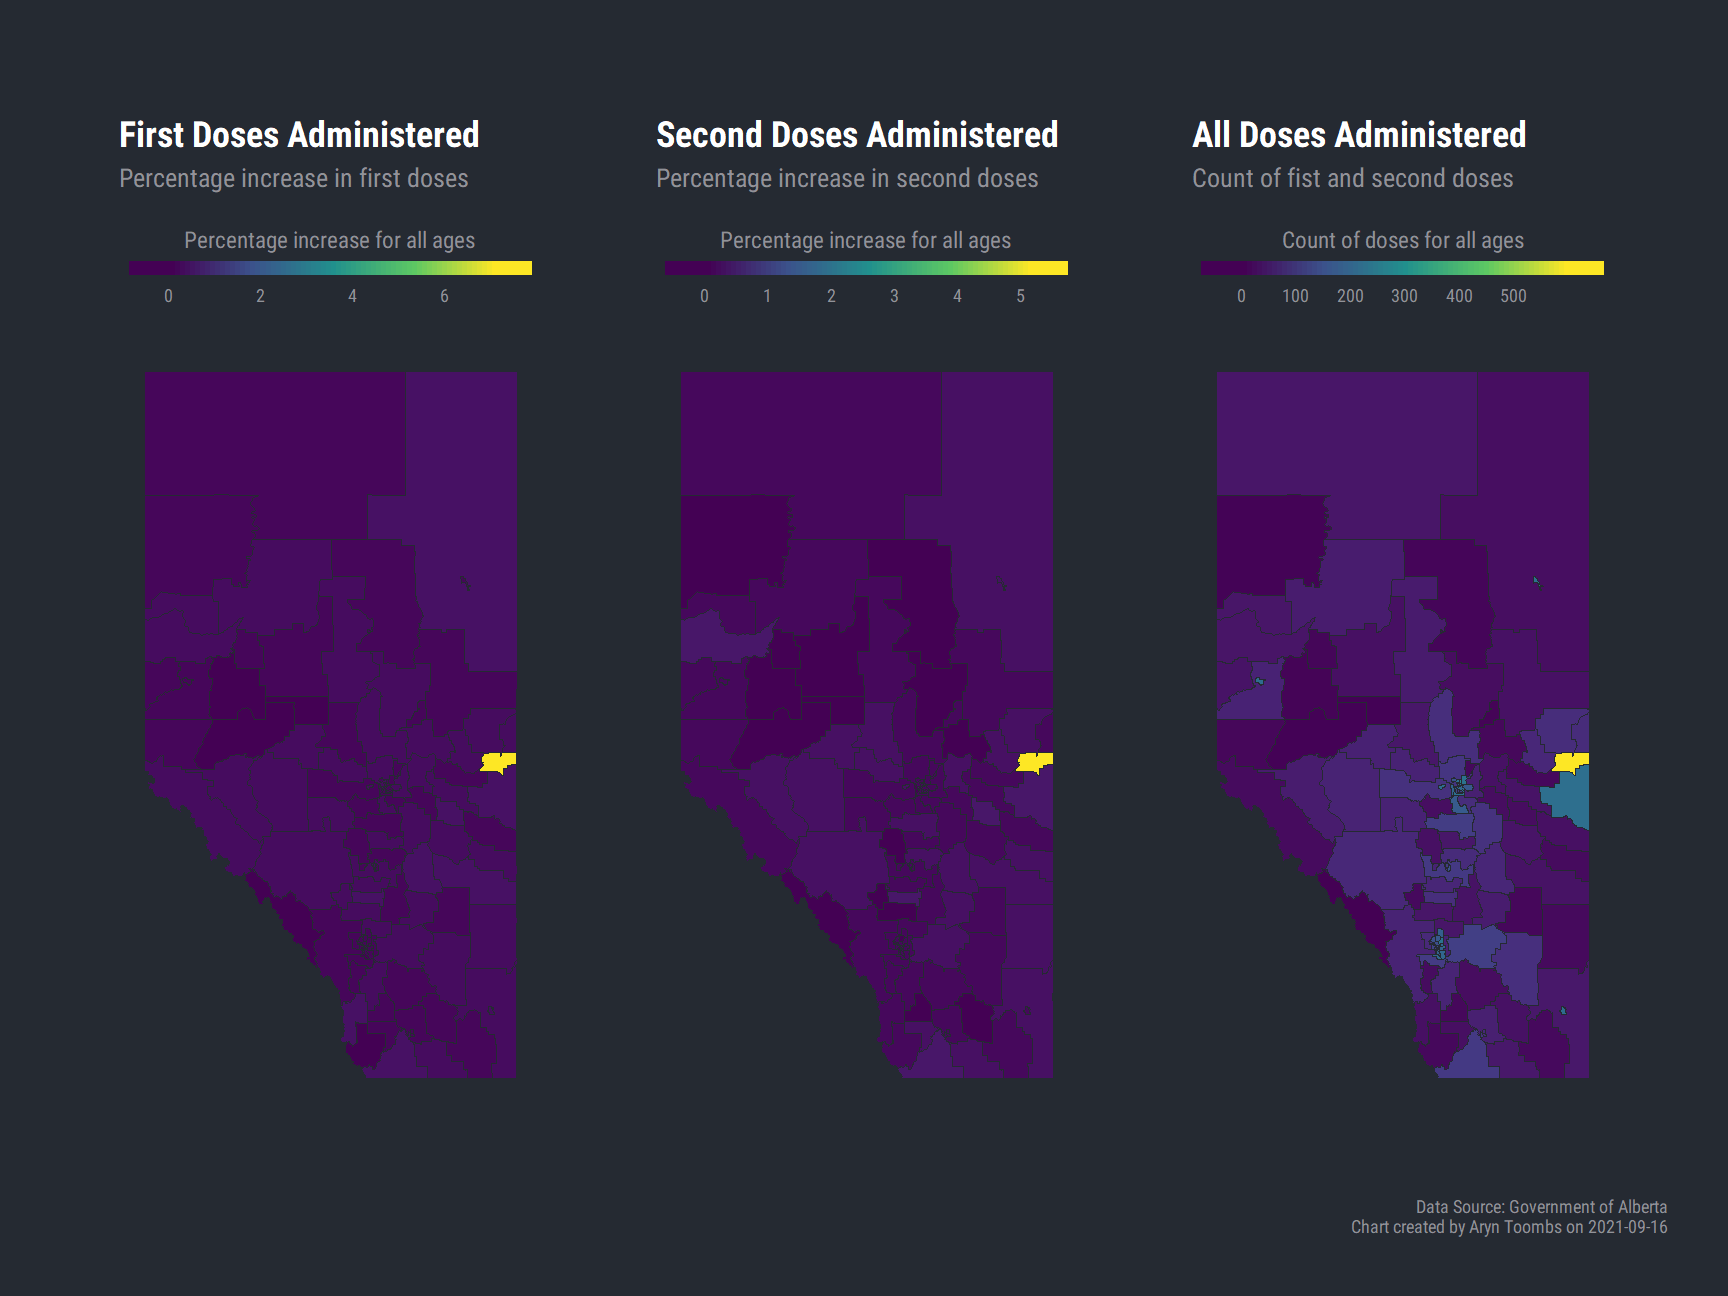 First Doses Administered
Percentage increase in first doses
Percentage increase for all ages
0 2 4 6
Second Doses Administered
Percentage increase in second doses
Percentage increase for all ages
0 1 2 3 4 5
All Doses Administered
Count of fist and second doses
Count of doses for all ages
0 100 200 300 400 500
Data Source: Government of Alberta
Chart created by Aryn Toombs on 2021-09-16